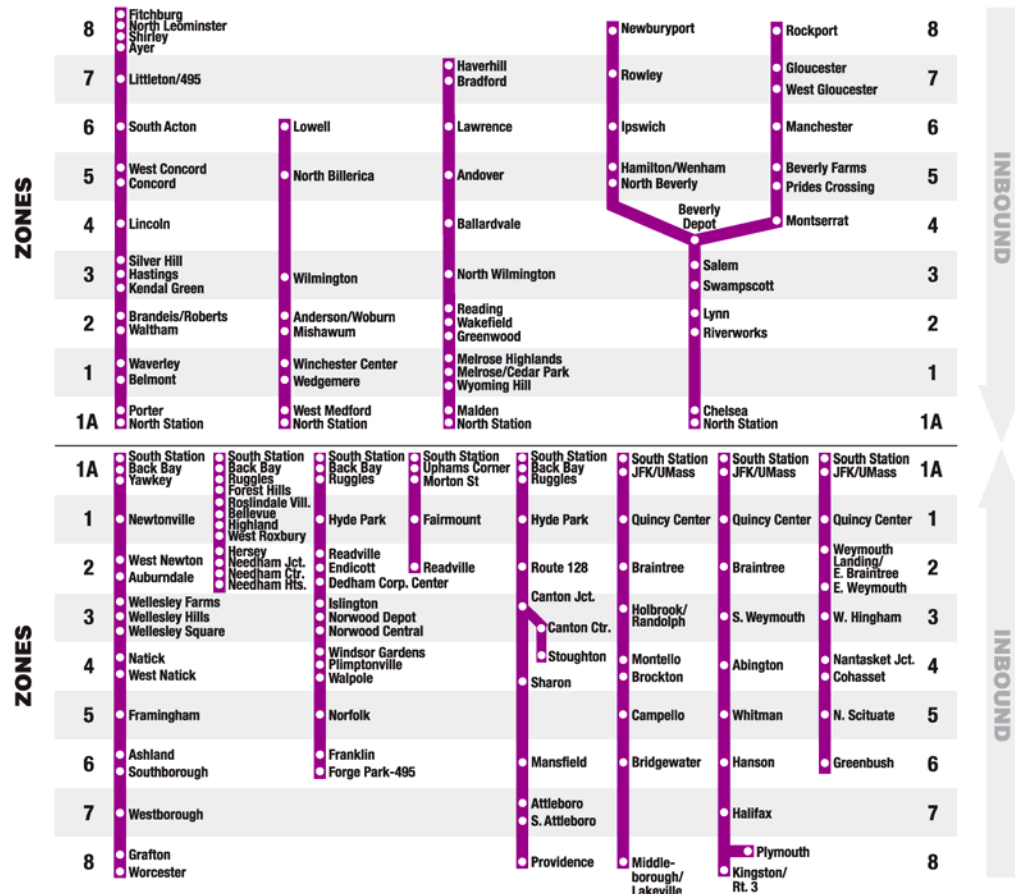 ZONES
8
7
6
5
4
3
2
1
1A
Fitchburg
North Leominster
Shirley
Ayer
Littleton/495
South Acton
West Concord
Concord
Lincoln
Silver Hill
Hastings
Kendal Green
Brandeis/Roberts
Waltham
Waverley
Belmont
Porter
North Station
Lowell
North Billerica
Wilmington
Anderson/Woburn
Mishawum
Winchester Center
Wedgemere
West Medford
North Station
Haverhill
Bradford
Lawrence
Andover
Ballardvale
North Wilmington
Reading
Wakefield
Greenwood
Melrose Highlands
Melrose/Cedar Park
Wyoming Hill
Malden
North Station
Newburyport
Rowley
Ipswich
Hamilton/Wenham
North Beverly
Rockport
Gloucester
West Gloucester
Manchester
Beverly Farms
Prides Crossing
Montserrat
Beverly
Depot
Salem
Swampscott
Lynn
Riverworks
Chelsea
North Station
8
7
6
5
4
3
2
1
1A
INBOUND
ZONES
1A
1
2
3
4
5
6
7
8
South Station
Back Bay
Yawkey
Newtonville
West Newton
Auburndale
Wellesley Farms
Wellesley Hills
Wellesley Square
Natick
West Natick
Framingham
Ashland
Southborough
Westborough
Grafton
Worcester
South Station
Back Bay
Ruggles
Forest Hills
Roslindale Vill.
Bellevue
Highland
West Roxbury
Hersey
Needham Jct.
Needham Ctr.
Needham Hts.
South Station
Back Bay
Ruggles
Hyde Park
Readville
Endicott
Dedham Corp. Center
Islington
Norwood Depot
Norwood Central
Windsor Gardens
Plimptonville
Walpole
Norfolk
Franklin
Forge Park-495
South Station
Uphams Corner
Morton St
Fairmount
Readville
South Station
Back Bay
Ruggles
Hyde Park
Route 128
Canton Jct.
Canton Ctr.
Stoughton
Sharon
Mansfield
Attleboro
S. Attleboro
Providence
South Station
JFK/UMass
Quincy Center
Braintree
Holbrook/
Randolph
Montello
Brockton
Campello
Bridgewater
Middle-
borough/
Lakeville
South Station
JFK/UMass
Quincy Center
Braintree
S. Weymouth
Abington
Whitman
Hanson
Halifax
Plymouth
Kingston/
Rt. 3
South Station
JFK/UMass
Quincy Center
Weymouth
Landing/
E. Braintree
E. Weymouth
W. Hingham
Nantasket Jct.
Cohasset
N. Scituate
Greenbush
1A
1
2
3
4
5
6
7
8
INBOUND